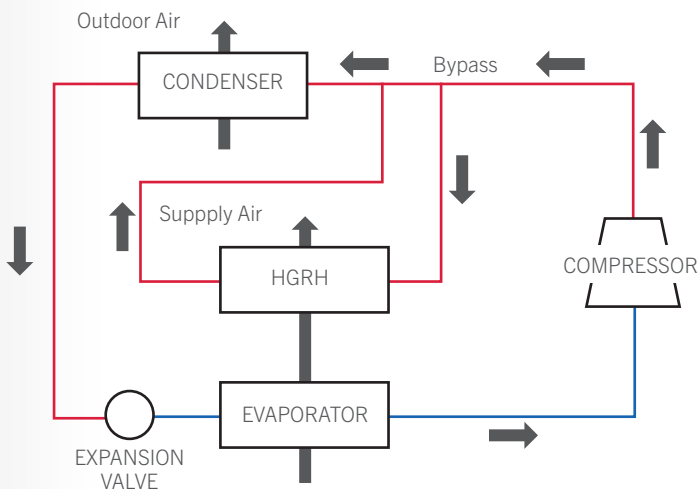 Outdoor Air
Bypass
CONDENSER
Suppply Air
HGRH
COMPRESSOR
EVAPORATOR
EXPANSION
VALVE